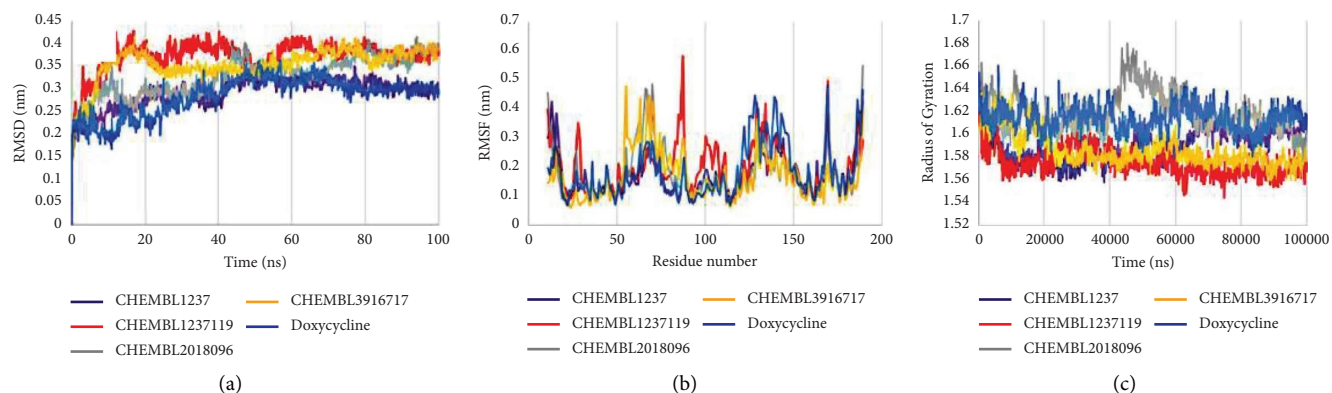 RMSD (nm)
0.45
0.4
0.35
0.3
0.25
0.2
0.15
0.1
0.05
0
0 20 40 60 80 100
Time (ns)
CHEMBL1237
CHEMBL1237119
CHEMBL2018096
CHEMBL3916717
Doxycycline
(a)
RMSF (nm)
0.7
0.6
0.5
0.4
0.3
0.2
0.1
0
0 50 100 150 200
Residue number
CHEMBL1237
CHEMBL1237119
CHEMBL2018096
CHEMBL3916717
Doxycycline
(b)
Radius of Gyration
1.7
1.68
1.66
1.64
1.62
1.6
1.58
1.56
1.54
1.52
0 20000 40000 60000 80000 100000
Time (ns)
CHEMBL1237
CHEMBL1237119
CHEMBL2018096
CHEMBL3916717
Doxycycline
(c)